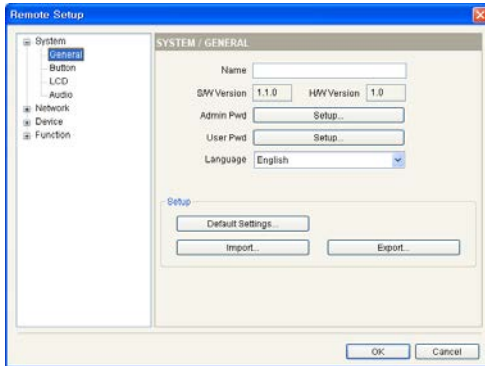 Remote Setup
System
General
Button
LCD
Audio
Network
Device
Function
SYSTEM / GENERAL
Name
S/W Version 1.1.0 H/W Version 1.0
Admin Pwd Setup...
User Pwd Setup...
Language English
Setup
Default Settings...
Import... Export...
OK Cancel